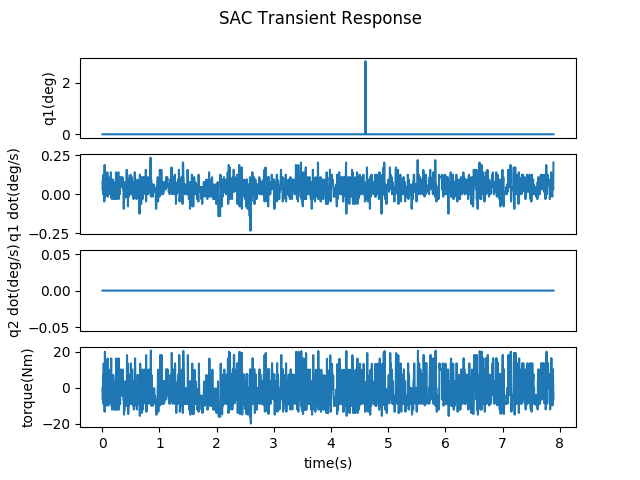 SAC Transient Response
q1(deg)
2
0
q1 dot(deg/s)
0.25
0.00
−0.25
q2 dot(deg/s)
0.05
0.00
−0.05
torque(Nm)
20
0
−20
0 1 2 3 4 5 6 7 8
time(s)